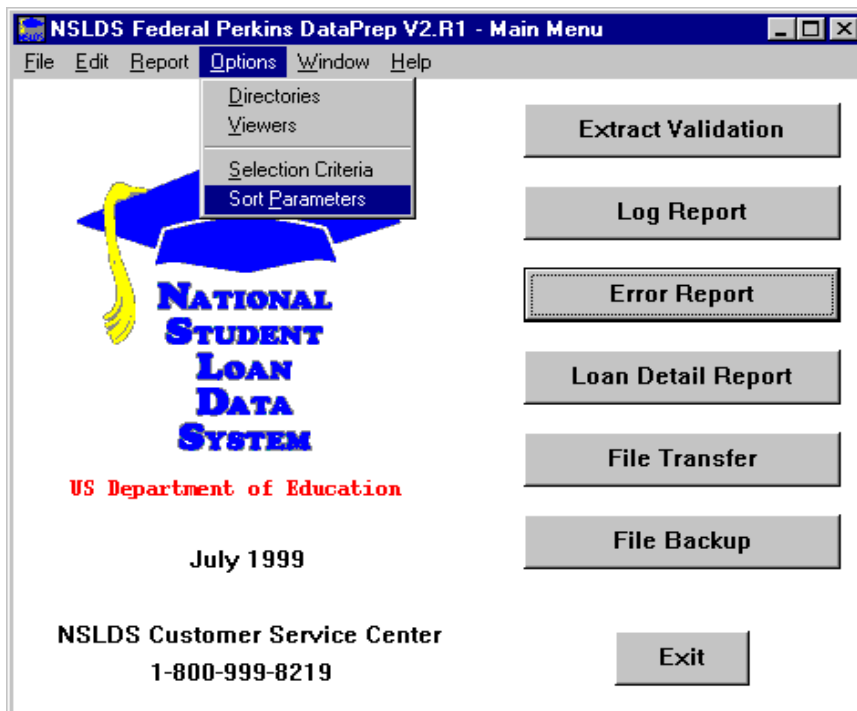 NSLDS Federal Perkins DataPrep V2.R1 - Main Menu
File Edit Report Options Window Help
Directories
Viewers
Selection Criteria
Sort Parameters
NATIONAL
STUDENT
LOAN
DATA
SYSTEM
US Department of Education
July 1999
NSLDS Customer Service Center
1-800-999-8219
Extract Validation
Log Report
Error Report
Loan Detail Report
File Transfer
File Backup
Exit